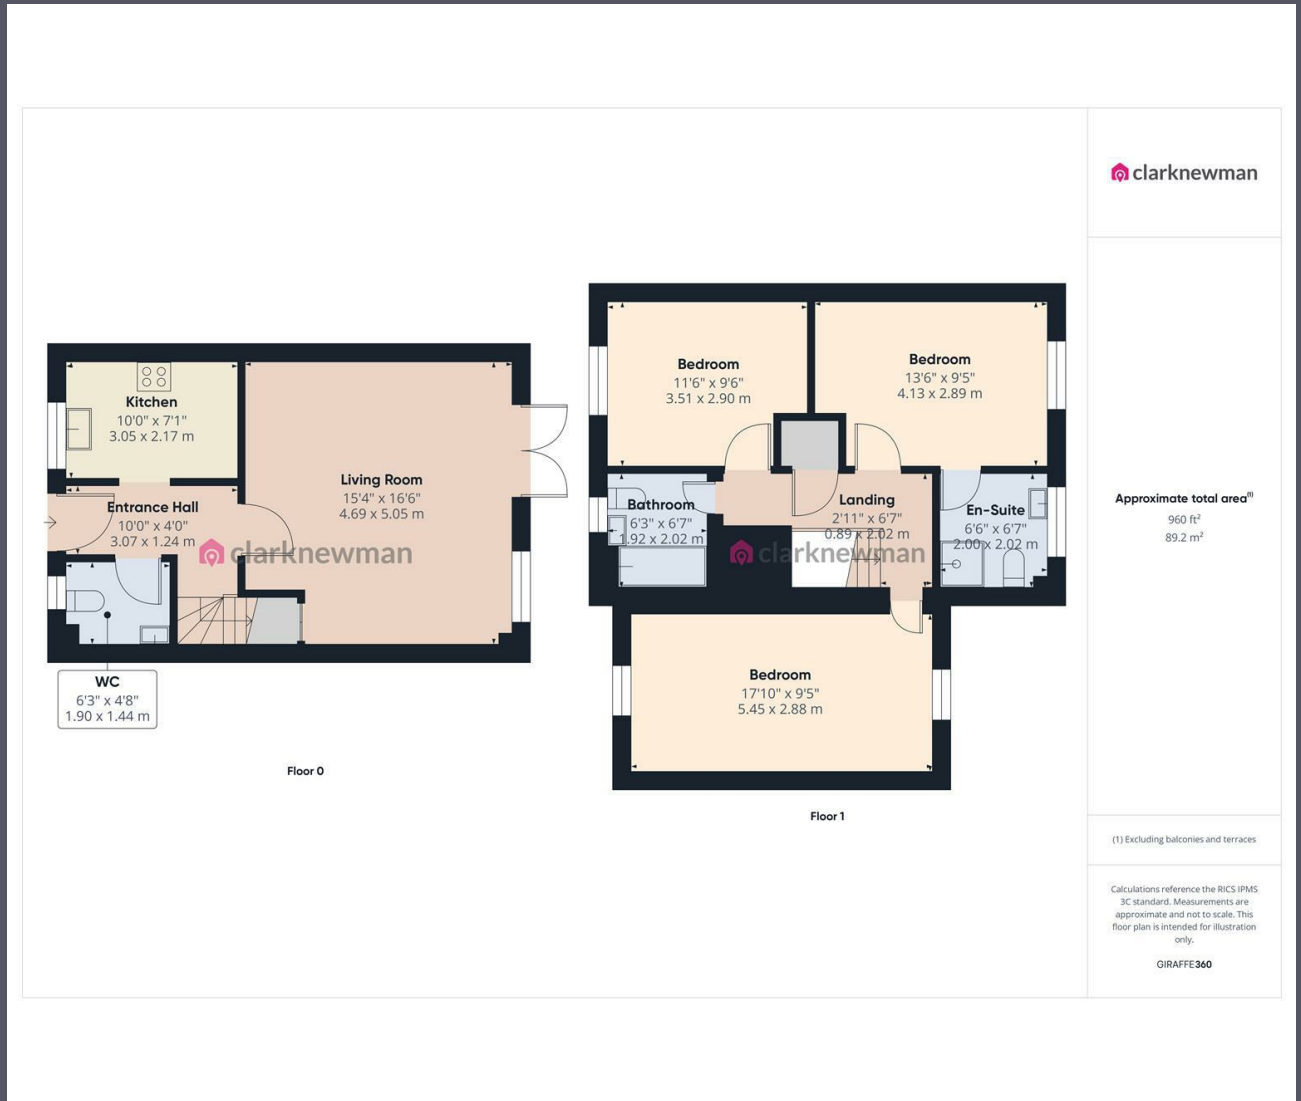 clarknewman
Kitchen
10'0" x 7'1"
3.05 x 2.17 m
Living Room
15'4" x 16'6"
4.69 x 5.05 m
Entrance Hall
10'0" x 4'0"
3.07 x 1.24 m
clarknewman
WC
6'3" x 4'8"
1.90 x 1.44 m
Floor 0
Bedroom
11'6" x 9'6"
3.51 x 2.90 m
Bedroom
13'6" x 9'5"
4.13 x 2.89 m
Bathroom
6'3" x 6'7"
1.92 x 2.02 m
Landing
2'11" x 6'7"
0.89 x 2.02 m
En-Suite
6'6" x 6'7"
2.00 x 2.02 m
clarknewman
Bedroom
17'10" x 9'5"
5.45 x 2.88 m
Floor 1
Approximate total area(1)
960 ft²
89.2 m²
(1) Excluding balconies and terraces
Calculations reference the RICS IPMS
3C standard. Measurements are
approximate and not to scale. This
floor plan is intended for illustration
only.
GIRAFFE360